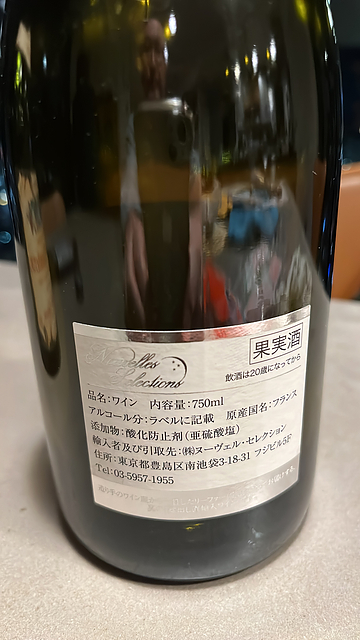 果実酒
飲酒は20歳になってから
elles
elections
品名:ワイン 内容量:750ml
アルコール分:ラベルに記載 原産国名:フランス
添加物:酸化防止剤(亜硫酸塩)
輸入者及び引取先:㈱ヌーヴェル・セレクション
住所:東京都豊島区南池袋3-18-31 フジビル5F
Tel:03-5957-1955